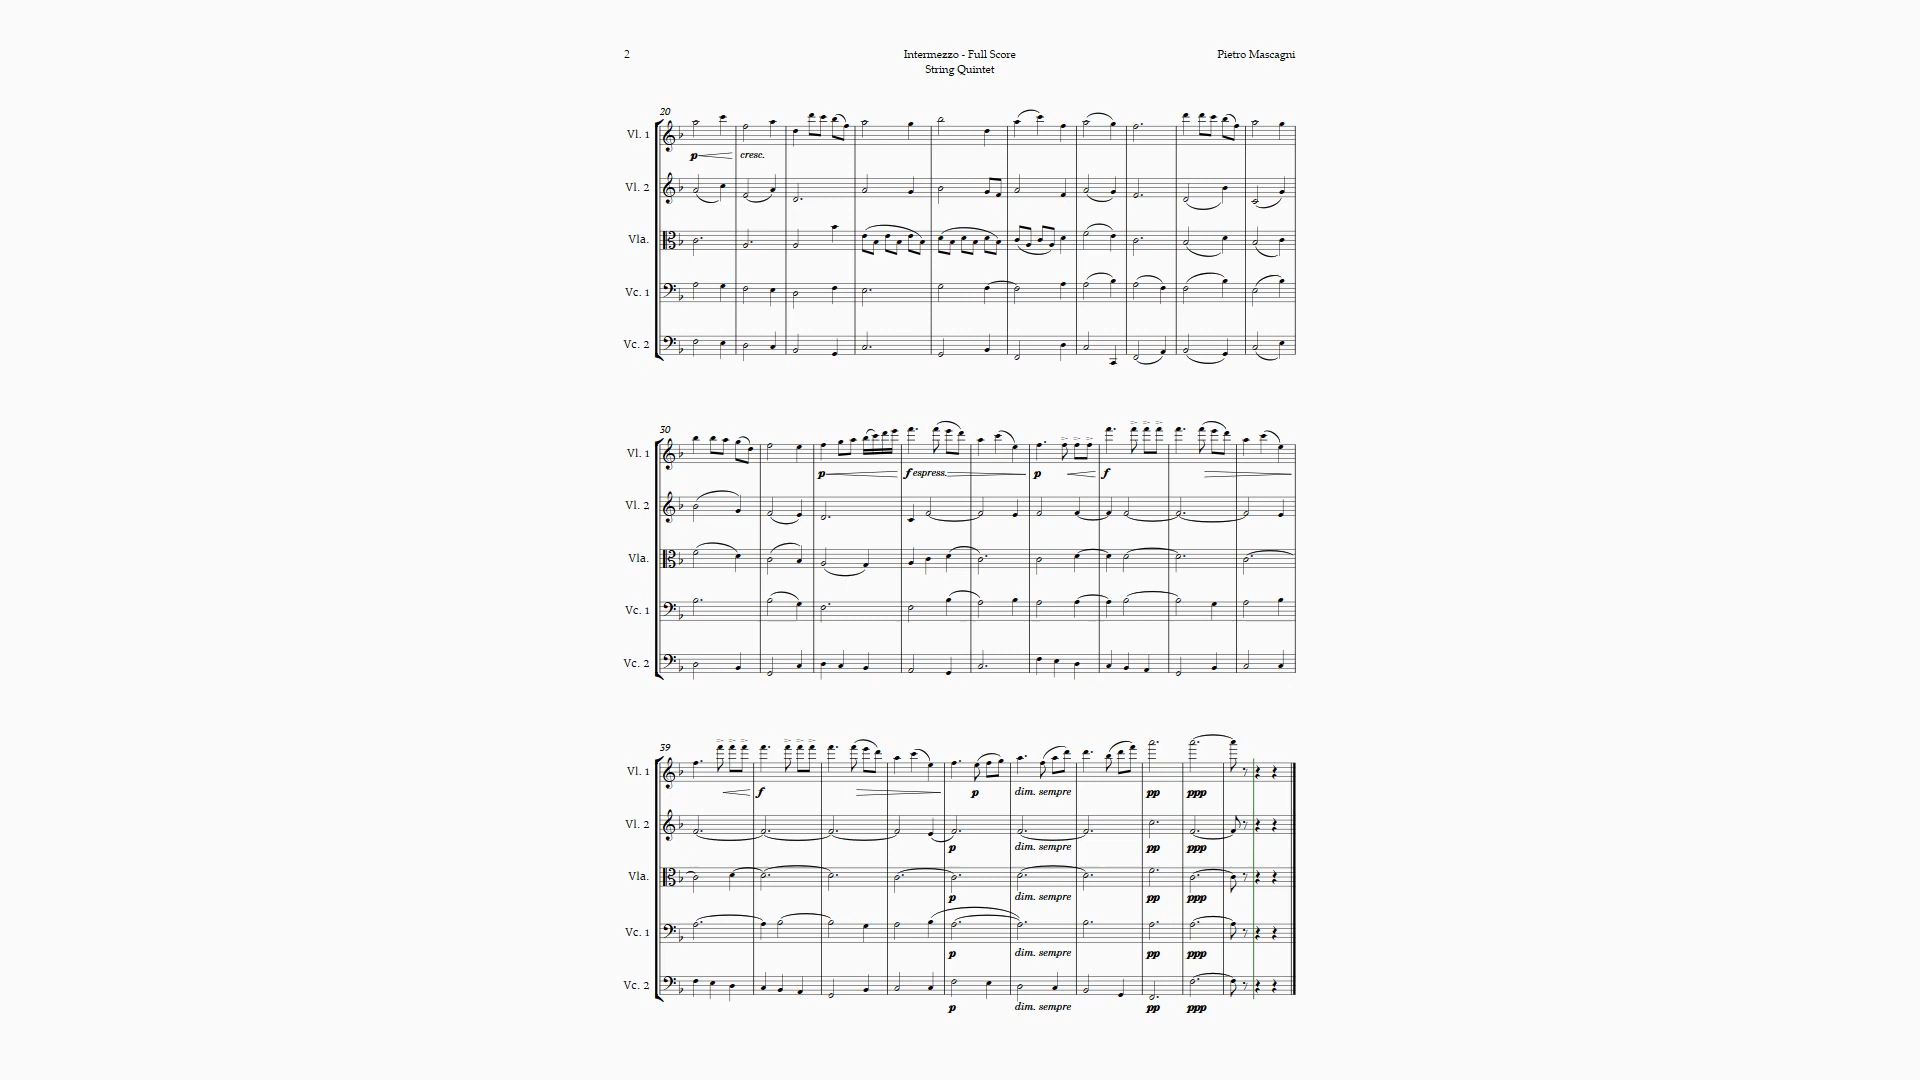 2 Intermezzo - Full Score Pietro Mascagni
String Quintet
20
Vl. 1
p cresc.
Vl. 2
Vla.
Vc. 1
Vc. 2
30
Vl. 1
p f espress. p f
Vl. 2
Vla.
Vc. 1
Vc. 2
39
Vl. 1
f p dim. sempre pp ppp
Vl. 2
p dim. sempre pp ppp
Vla.
p dim. sempre pp ppp
Vc. 1
p dim. sempre pp ppp
Vc. 2
p dim. sempre pp ppp